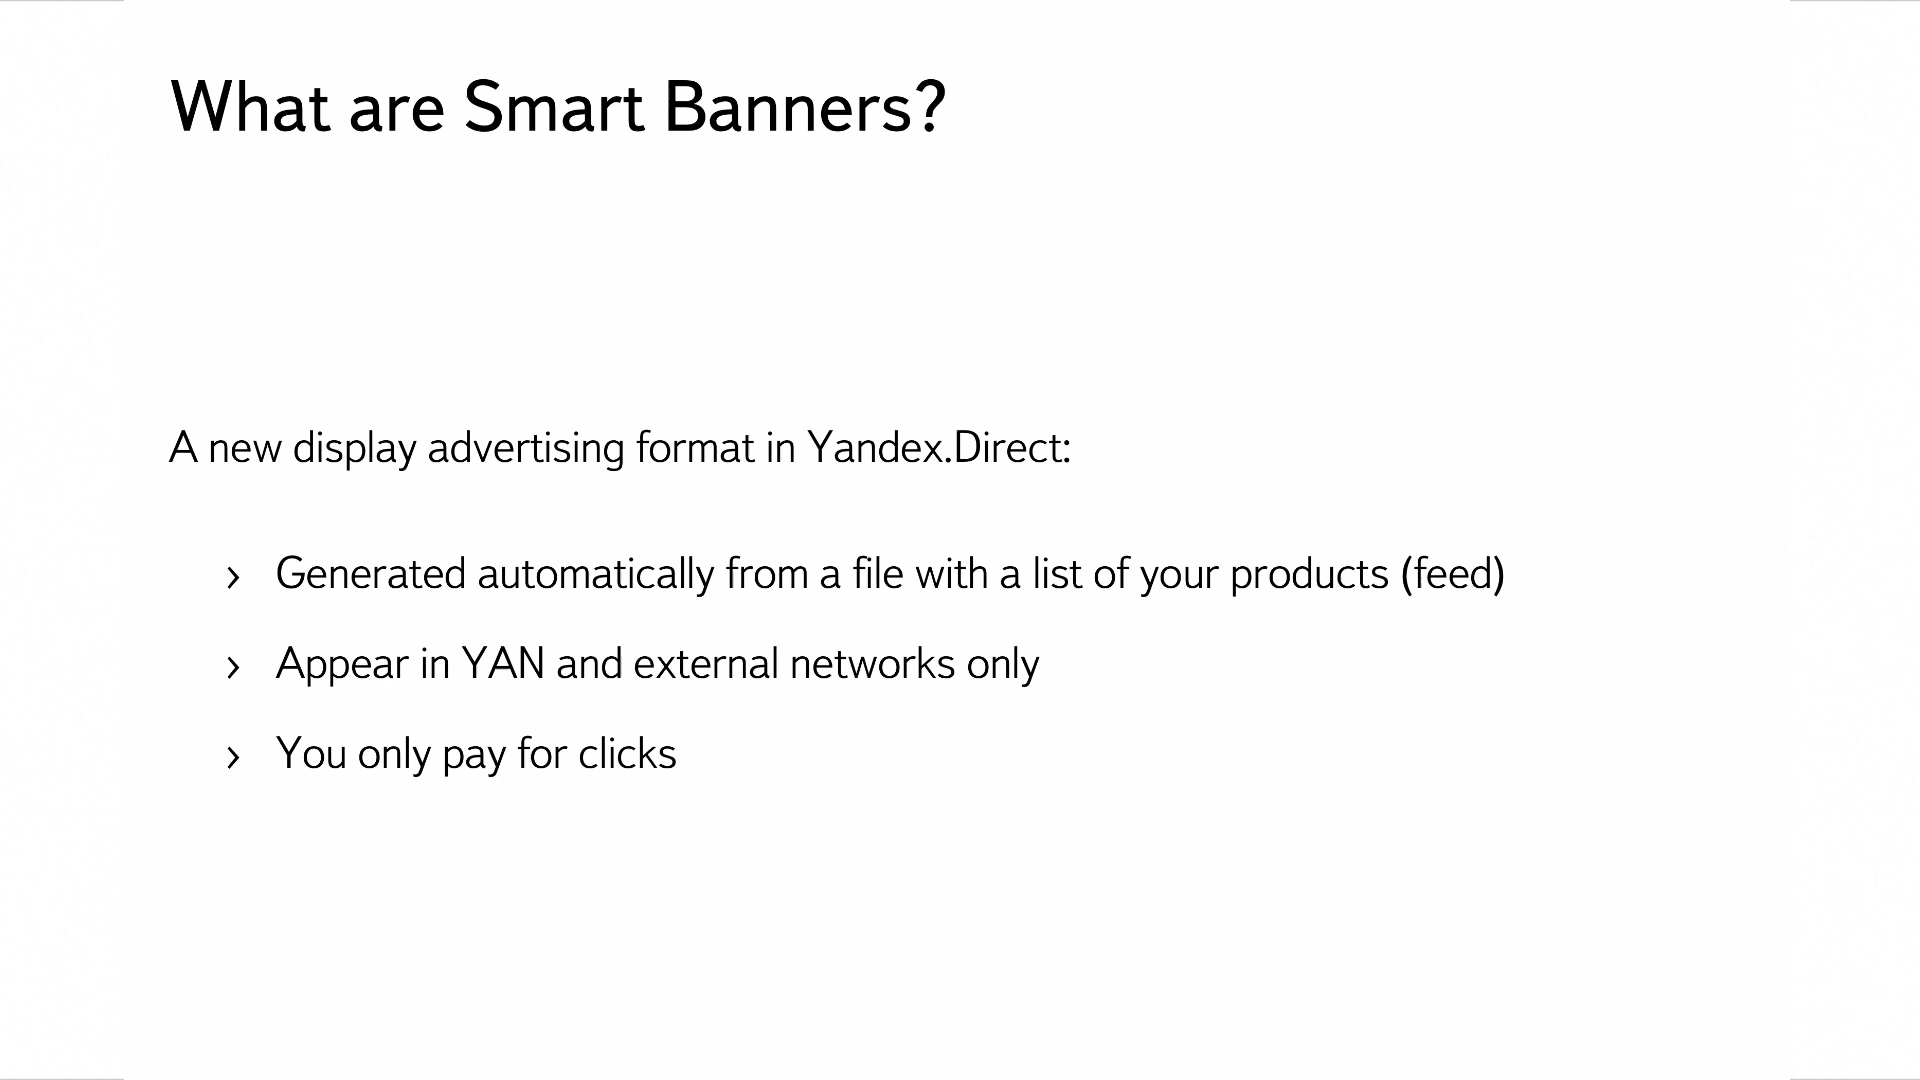 What are Smart Banners?
A new display advertising format in Yandex.Direct:
› Generated automatically from a file with a list of your products (feed)
› Appear in YAN and external networks only
› You only pay for clicks